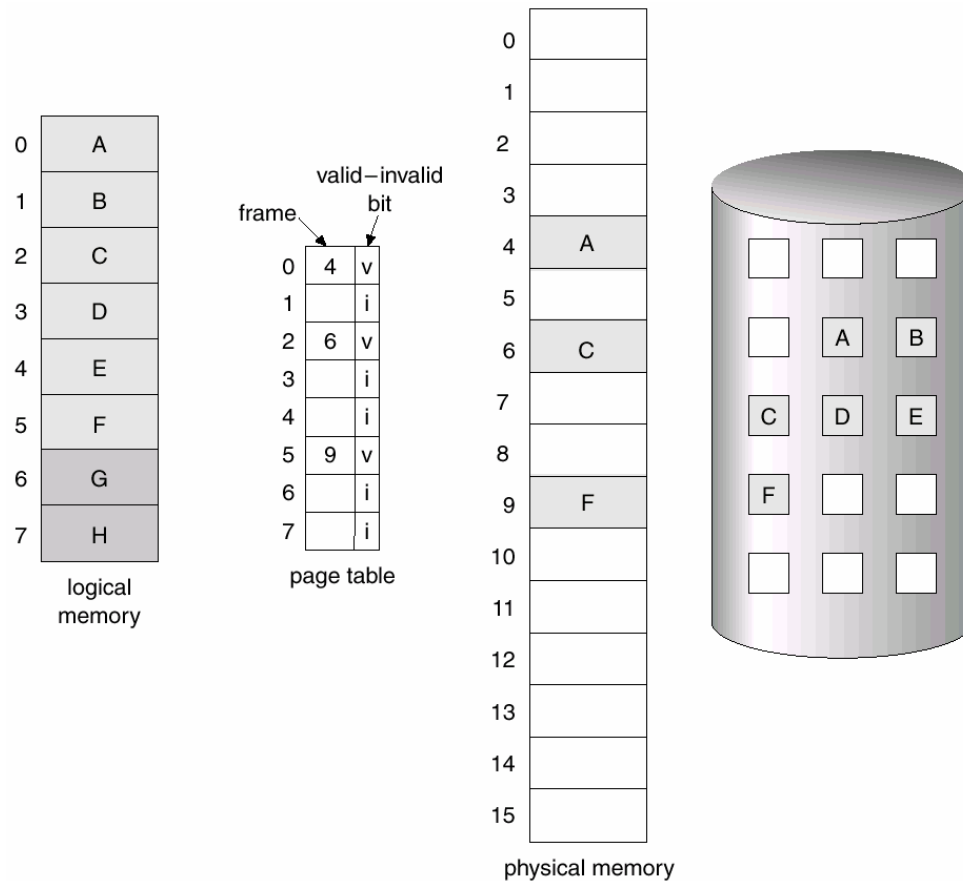 0 A
1 B
2 C
3 D
4 E
5 F
6 G
7 H
logical
memory
frame
valid–invalid
bit
0 4 v
1 i
2 6 v
3 i
4 i
5 9 v
6 i
7 i
page table
0
1
2
3
4 A
5
6 C
7
8
9 F
10
11
12
13
14
15
physical memory
A B
C D E
F